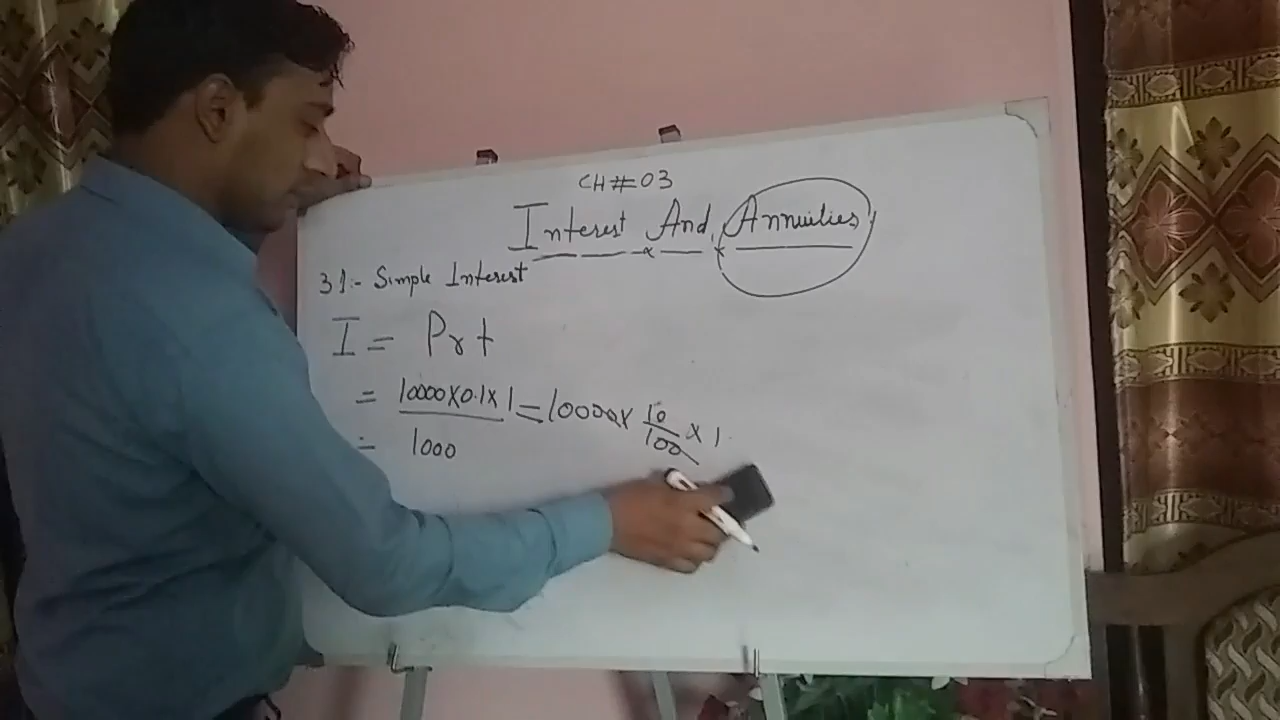 CH#03
Interest And Annuities
3.1:- Simple Interest
I = Prt
= 10000X0.1X1 = 10000X 10/100 X 1
= 1000